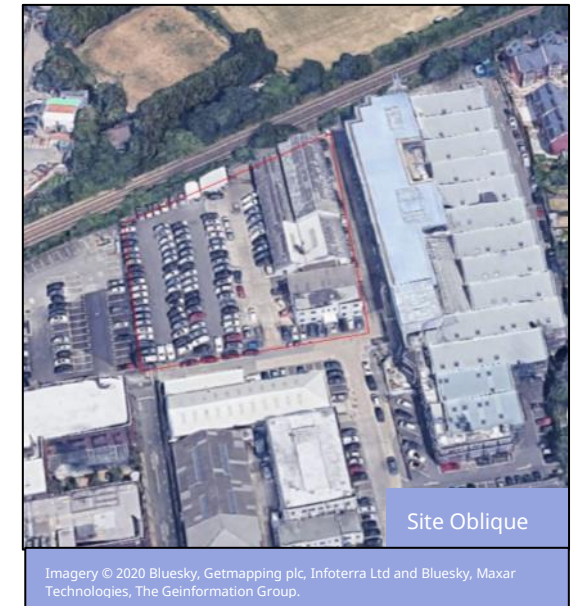 Site Oblique
Imagery © 2020 Bluesky, Getmapping plc, Infoterra Ltd and Bluesky, Maxar
Technologies, The Geinformation Group.